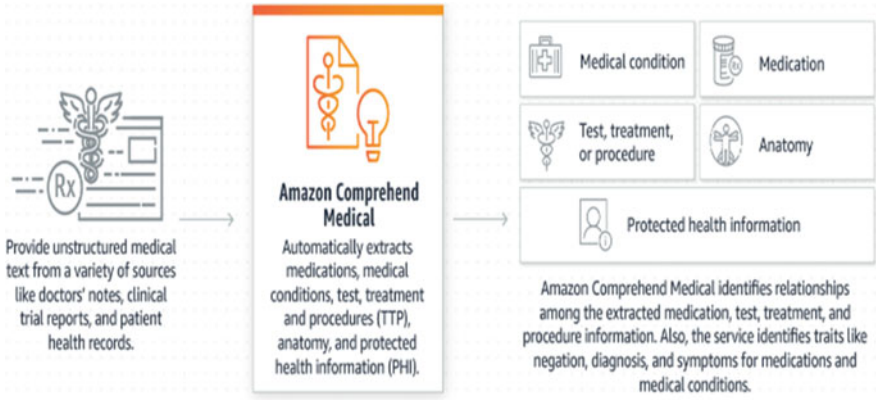 Rx
Provide unstructured medical
text from a variety of sources
like doctors' notes, clinical
trial reports, and patient
health records.
Amazon Comprehend
Medical
Automatically extracts
medications, medical
conditions, test, treatment
and procedures (TTP),
anatomy, and protected
health information (PHI).
Medical condition
Rx
Medication
Test, treatment,
or procedure
Anatomy
Protected health information
Amazon Comprehend Medical identifies relationships
among the extracted medication, test, treatment, and
procedure information. Also, the service identifies traits like
negation, diagnosis, and symptoms for medications and
medical conditions.